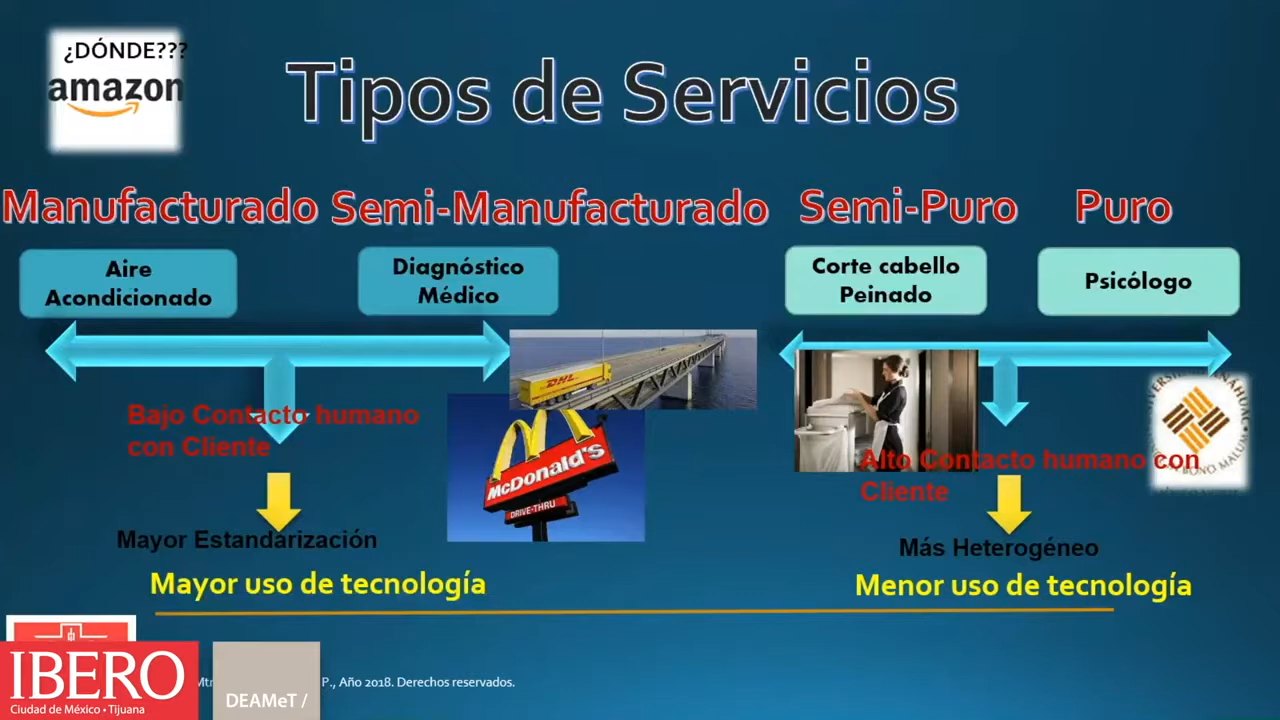 ¿DÓNDE???
amazon
Tipos de Servicios
Manufacturado
Semi-Manufacturado
Semi-Puro
Puro
Aire
Acondicionado
Diagnóstico
Médico
Corte cabello
Peinado
Psicólogo
DHL
McDonald's
DRIVE-THRU
Bajo Contacto humano
con Cliente
Alto Contacto humano con
Cliente
BONO MALUM
Mayor Estandarización
Más Heterogéneo
Mayor uso de tecnología
Menor uso de tecnología
IBERO
Ciudad de México • Tijuana
DEAMeT /
P., Año 2018. Derechos reservados.